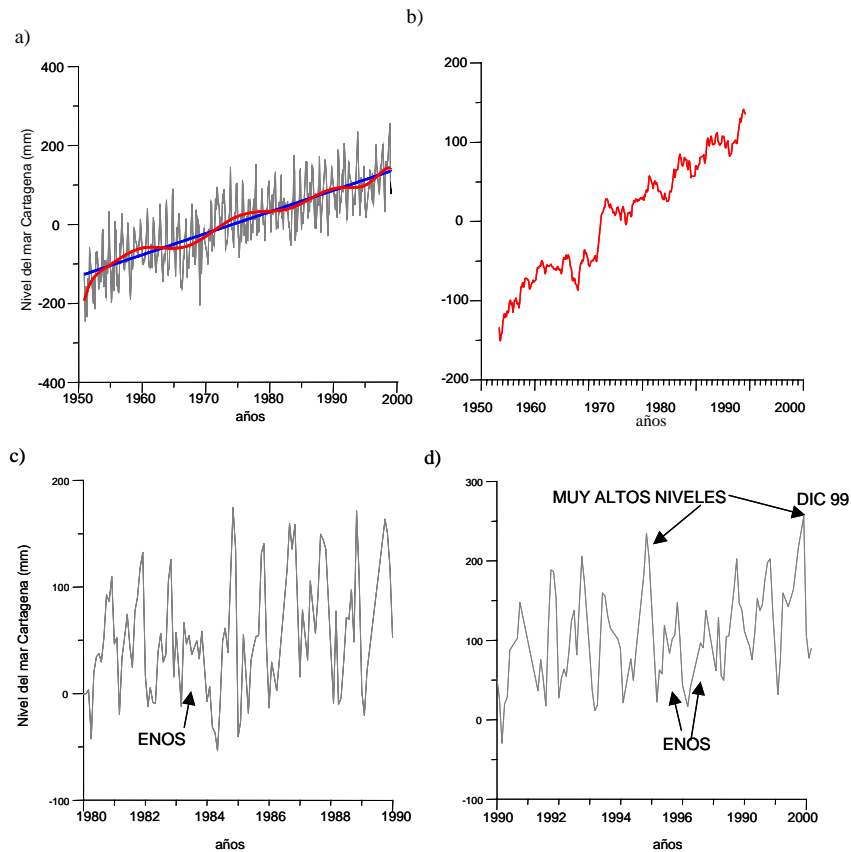 a)
400
200
0
-200
-400
Nivel del mar Cartagena (mm)
1950 1960 1970 1980 1990 2000
años
b)
200
100
0
-100
-200
1950 1960 1970 1980 1990 2000
años
c)
200
100
0
-100
Nivel del mar Cartagena (mm)
ENOS
1980 1982 1984 1986 1988 1990
años
d)
300
200
100
0
-100
MUY ALTOS NIVELES
DIC 99
ENOS
1990 1992 1994 1996 1990 2000
años